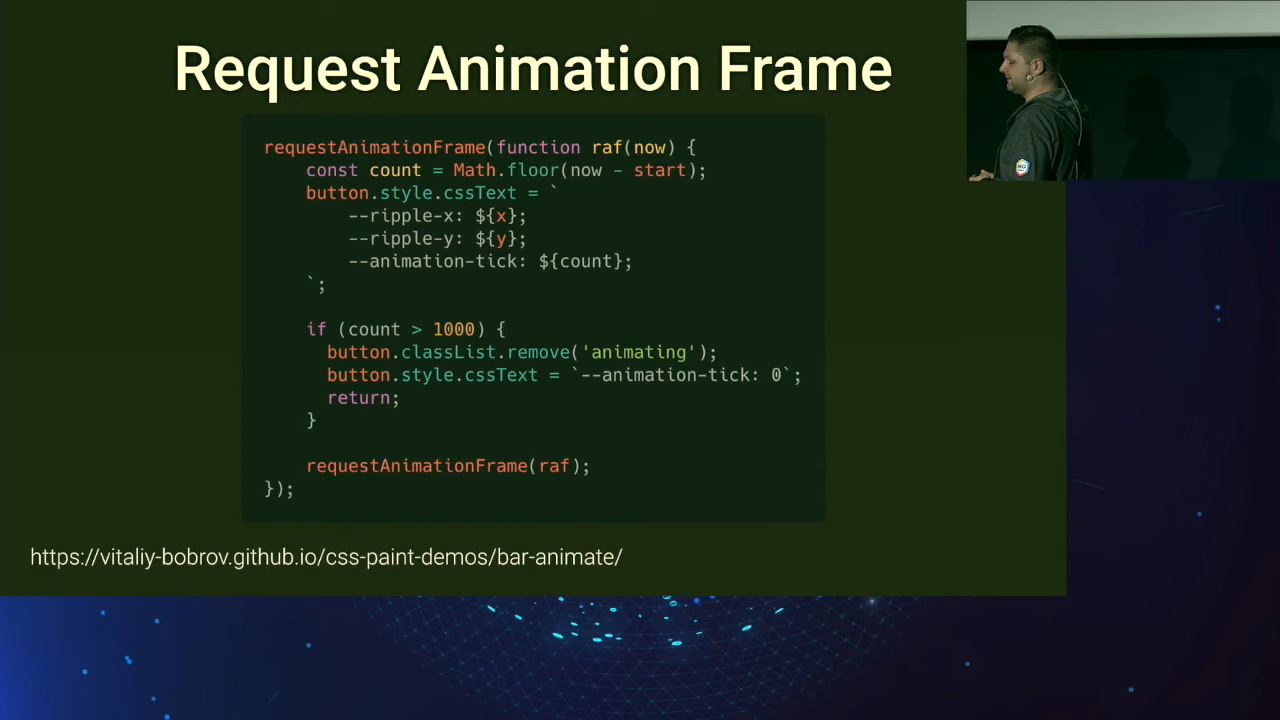 Request Animation Frame
requestAnimationFrame(function raf(now) {
const count = Math.floor(now - start);
button.style.cssText = `
--ripple-x: ${x};
--ripple-y: ${y};
--animation-tick: ${count};
`;
if (count > 1000) {
button.classList.remove('animating');
button.style.cssText = `--animation-tick: 0`;
return;
}
requestAnimationFrame(raf);
});
https://vitaliy-bobrov.github.io/css-paint-demos/bar-animate/